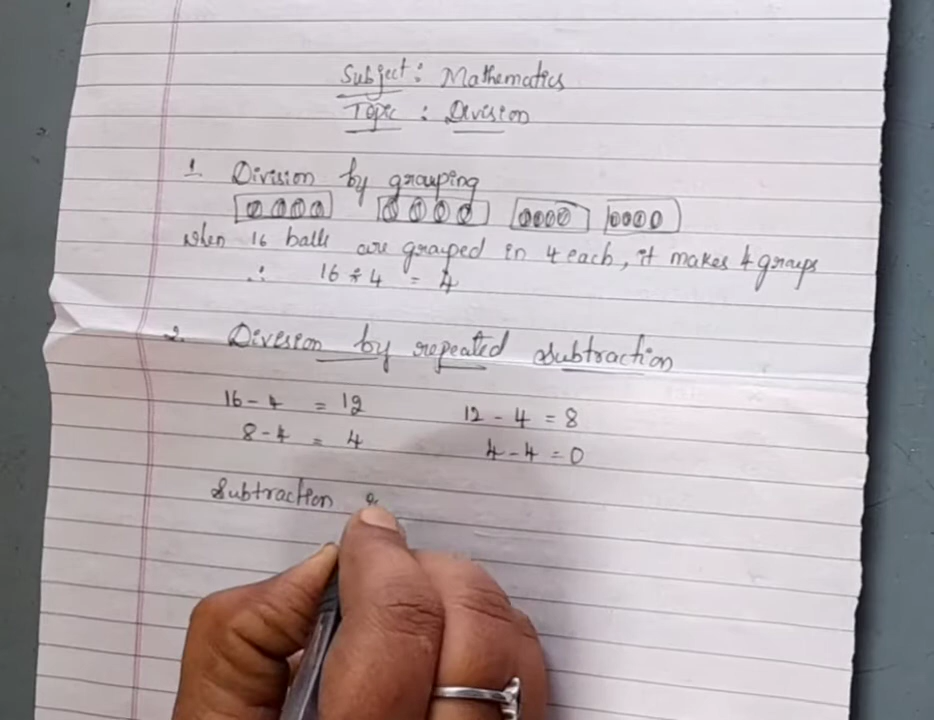 Subject : Mathematics
Topic : Division
1. Division by grouping
when 16 balls are grouped in 4 each, it makes 4 groups
∴ 16 ÷ 4 = 4
2. Division by repeated subtraction
16 - 4 = 12 12 - 4 = 8
8 - 4 = 4 4 - 4 = 0
Subtraction